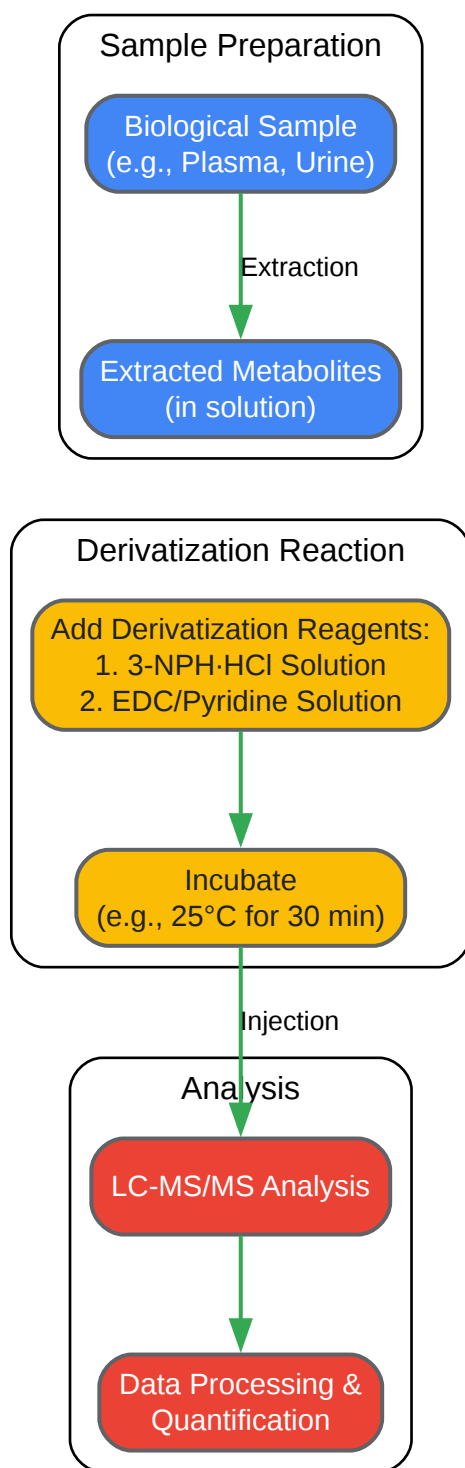 Sample Preparation
Biological Sample
(e.g., Plasma, Urine)
Extraction
Extracted Metabolites
(in solution)
Derivatization Reaction
Add Derivatization Reagents:
1. 3-NPH·HCl Solution
2. EDC/Pyridine Solution
Incubate
(e.g., 25°C for 30 min)
Injection
Analysis
LC-MS/MS Analysis
Data Processing &
Quantification